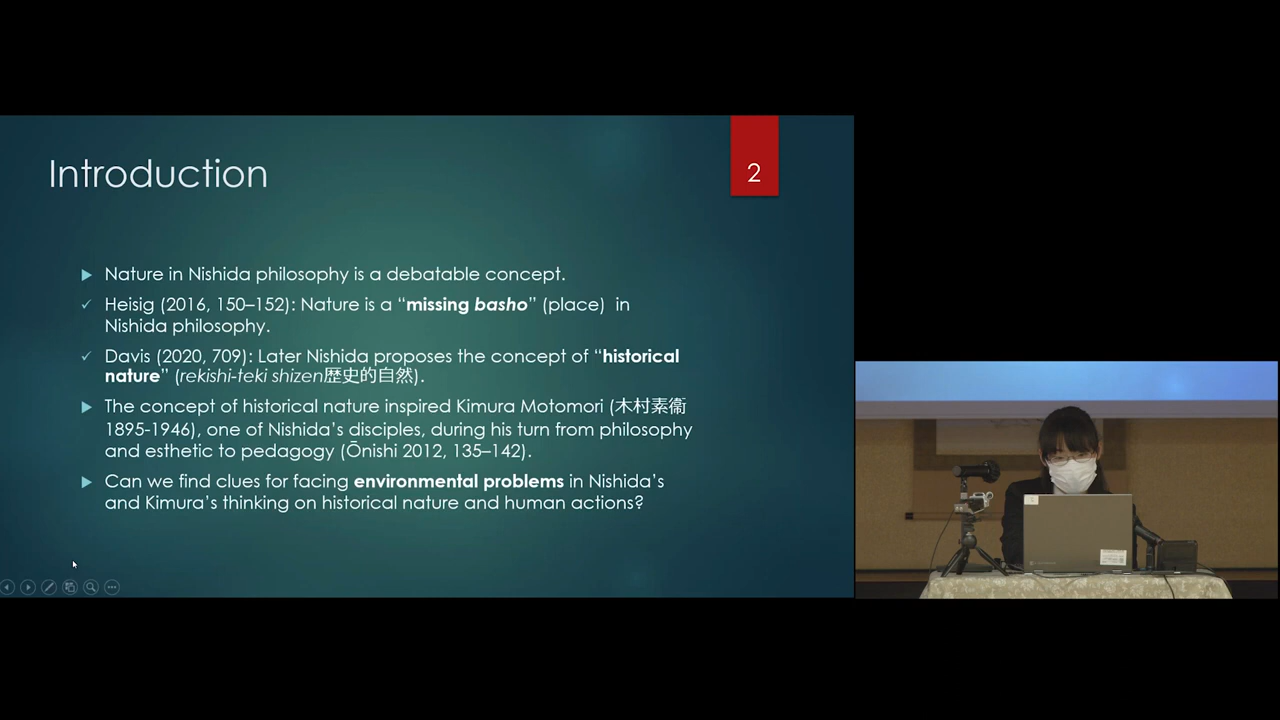 Introduction
2
Nature in Nishida philosophy is a debatable concept.
Heisig (2016, 150–152): Nature is a “missing basho” (place) in
Nishida philosophy.
Davis (2020, 709): Later Nishida proposes the concept of “historical
nature” (rekishi-teki shizen歴史的自然).
The concept of historical nature inspired Kimura Motomori (木村素衞
1895-1946), one of Nishida’s disciples, during his turn from philosophy
and esthetic to pedagogy (Ōnishi 2012, 135–142).
Can we find clues for facing environmental problems in Nishida’s
and Kimura’s thinking on historical nature and human actions?